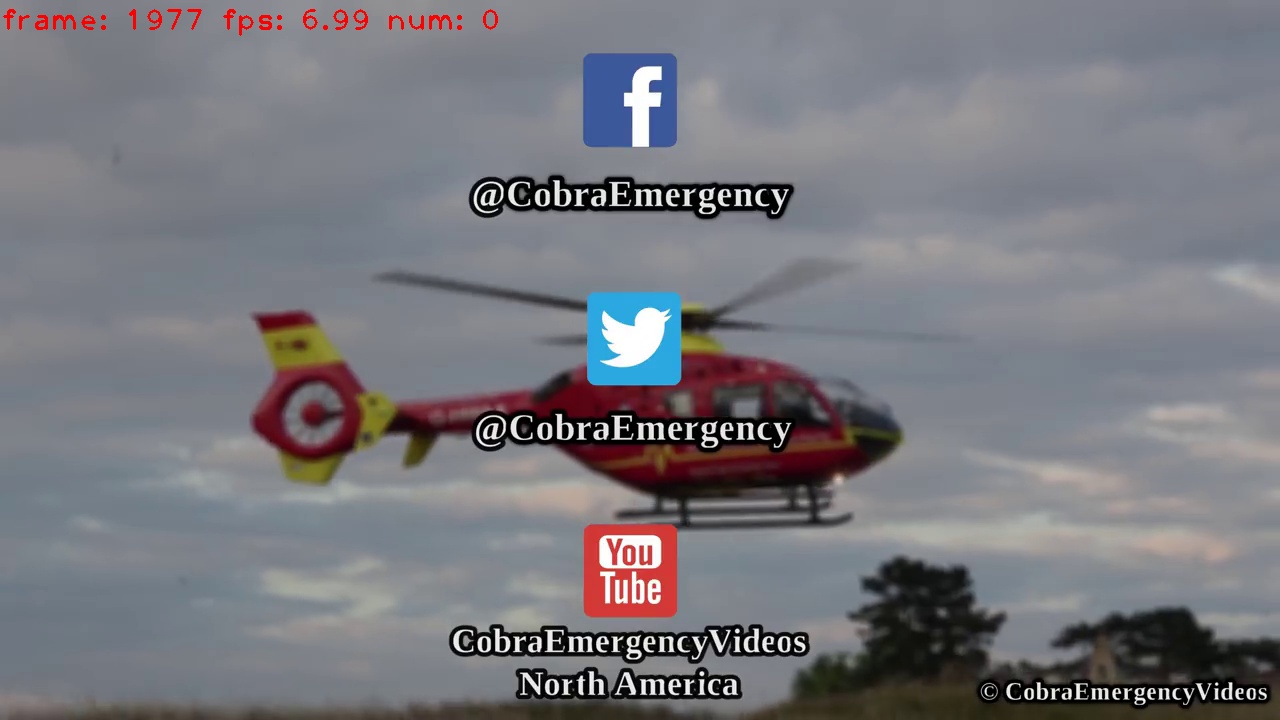 frame: 1977 fps: 6.99 num: 0
f
@CobraEmergency
@CobraEmergency
You
Tube
CobraEmergencyVideos
North America
© CobraEmergencyVideos